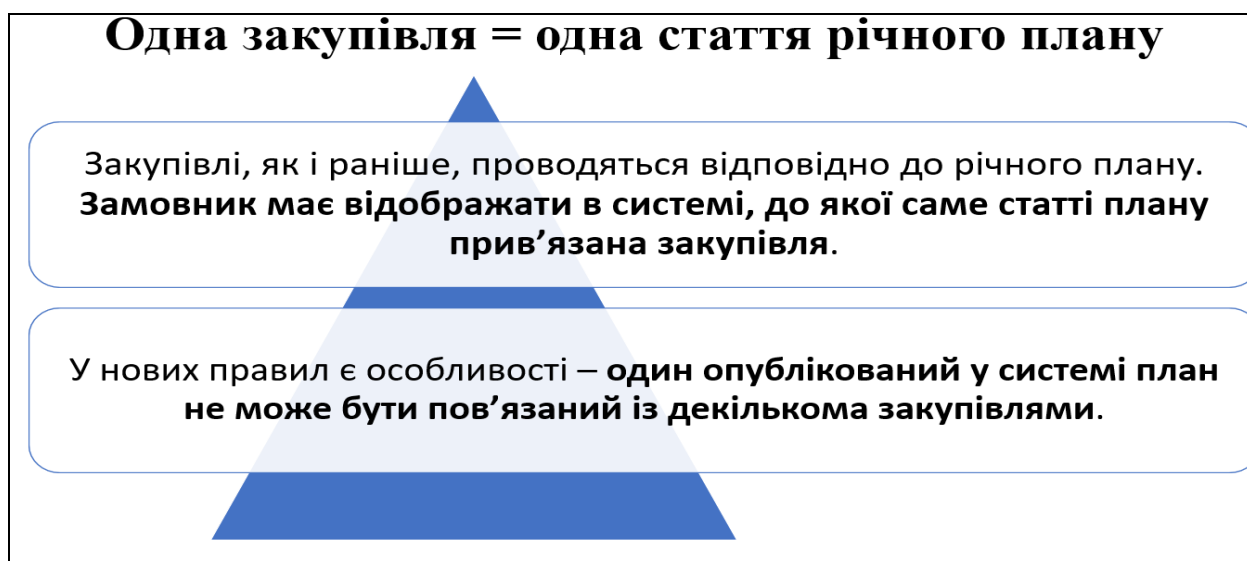 Одна закупівля = одна стаття річного плану
Закупівлі, як і раніше, проводяться відповідно до річного плану.
Замовник має відображати в системі, до якої саме статті плану
прив’язана закупівля.
У нових правил є особливості – один опублікований у системі план
не може бути пов’язаний із декількома закупівлями.